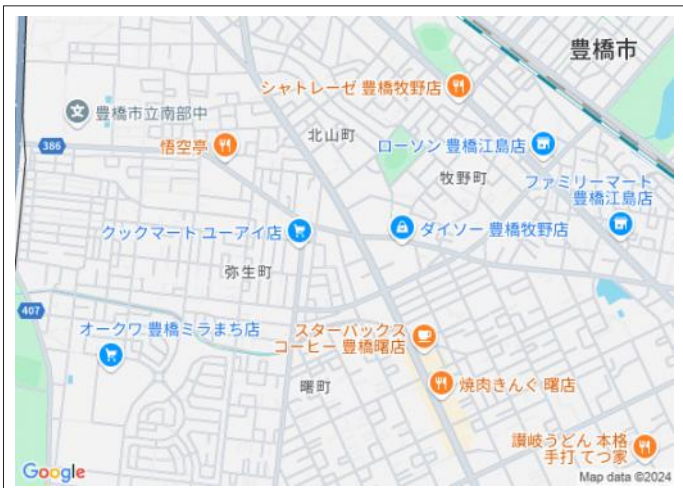 豊橋市
シャトレーゼ 豊橋牧野店
豊橋市立南部中
北山町
386
悟空亭
ローソン 豊橋江島店
牧野町
ファミリーマート
豊橋江島店
クックマート ユーアイ店
ダイソー 豊橋牧野店
弥生町
407
オークワ 豊橋ミラまち店
スターバックス
コーヒー 豊橋曙店
曙町
焼肉きんぐ 曙店
讃岐うどん 本格
手打 てつ家
Google
Map data ©2024